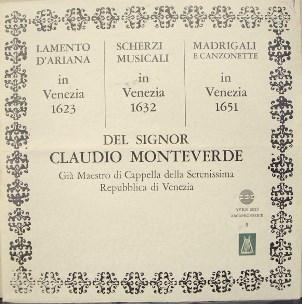 LAMENTO
D'ARIANA
in
Venezia
1623
SCHERZI
MUSICALI
in
Venezia
1632
MADRIGALI
E CANZONETTE
in
Venezia
1651
DEL SIGNOR
CLAUDIO MONTEVERDE
Già Maestro di Cappella della Serenissima
Repubblica di Venezia